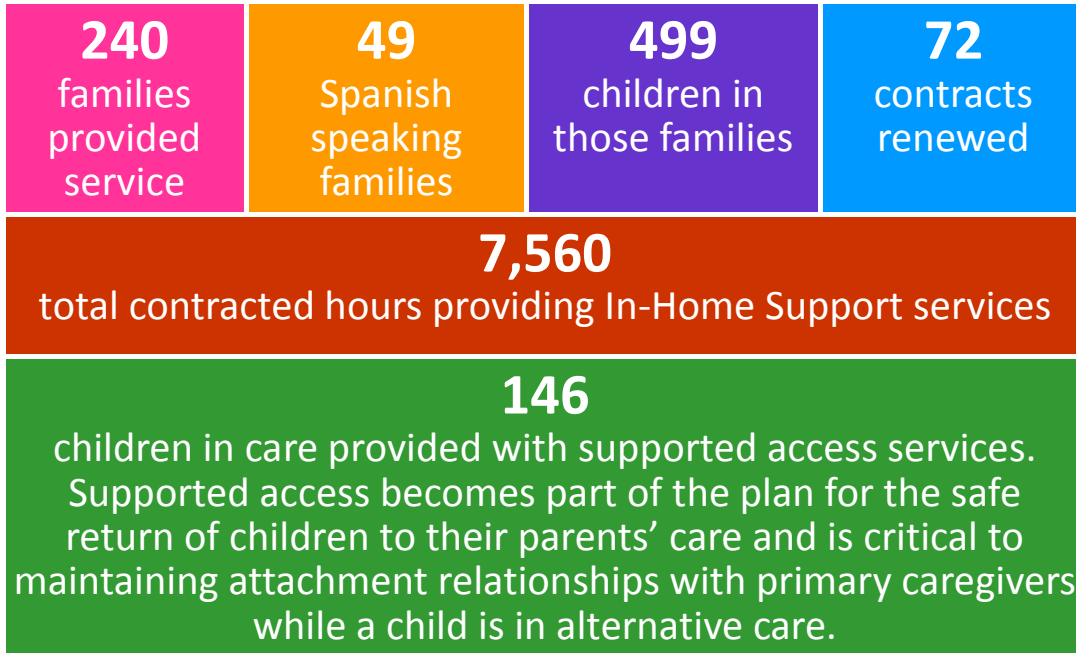 240
families
provided
service
49
Spanish
speaking
families
499
children in
those families
72
contracts
renewed
7,560
total contracted hours providing In-Home Support services
146
children in care provided with supported access services.
Supported access becomes part of the plan for the safe
return of children to their parents’ care and is critical to
maintaining attachment relationships with primary caregivers
while a child is in alternative care.